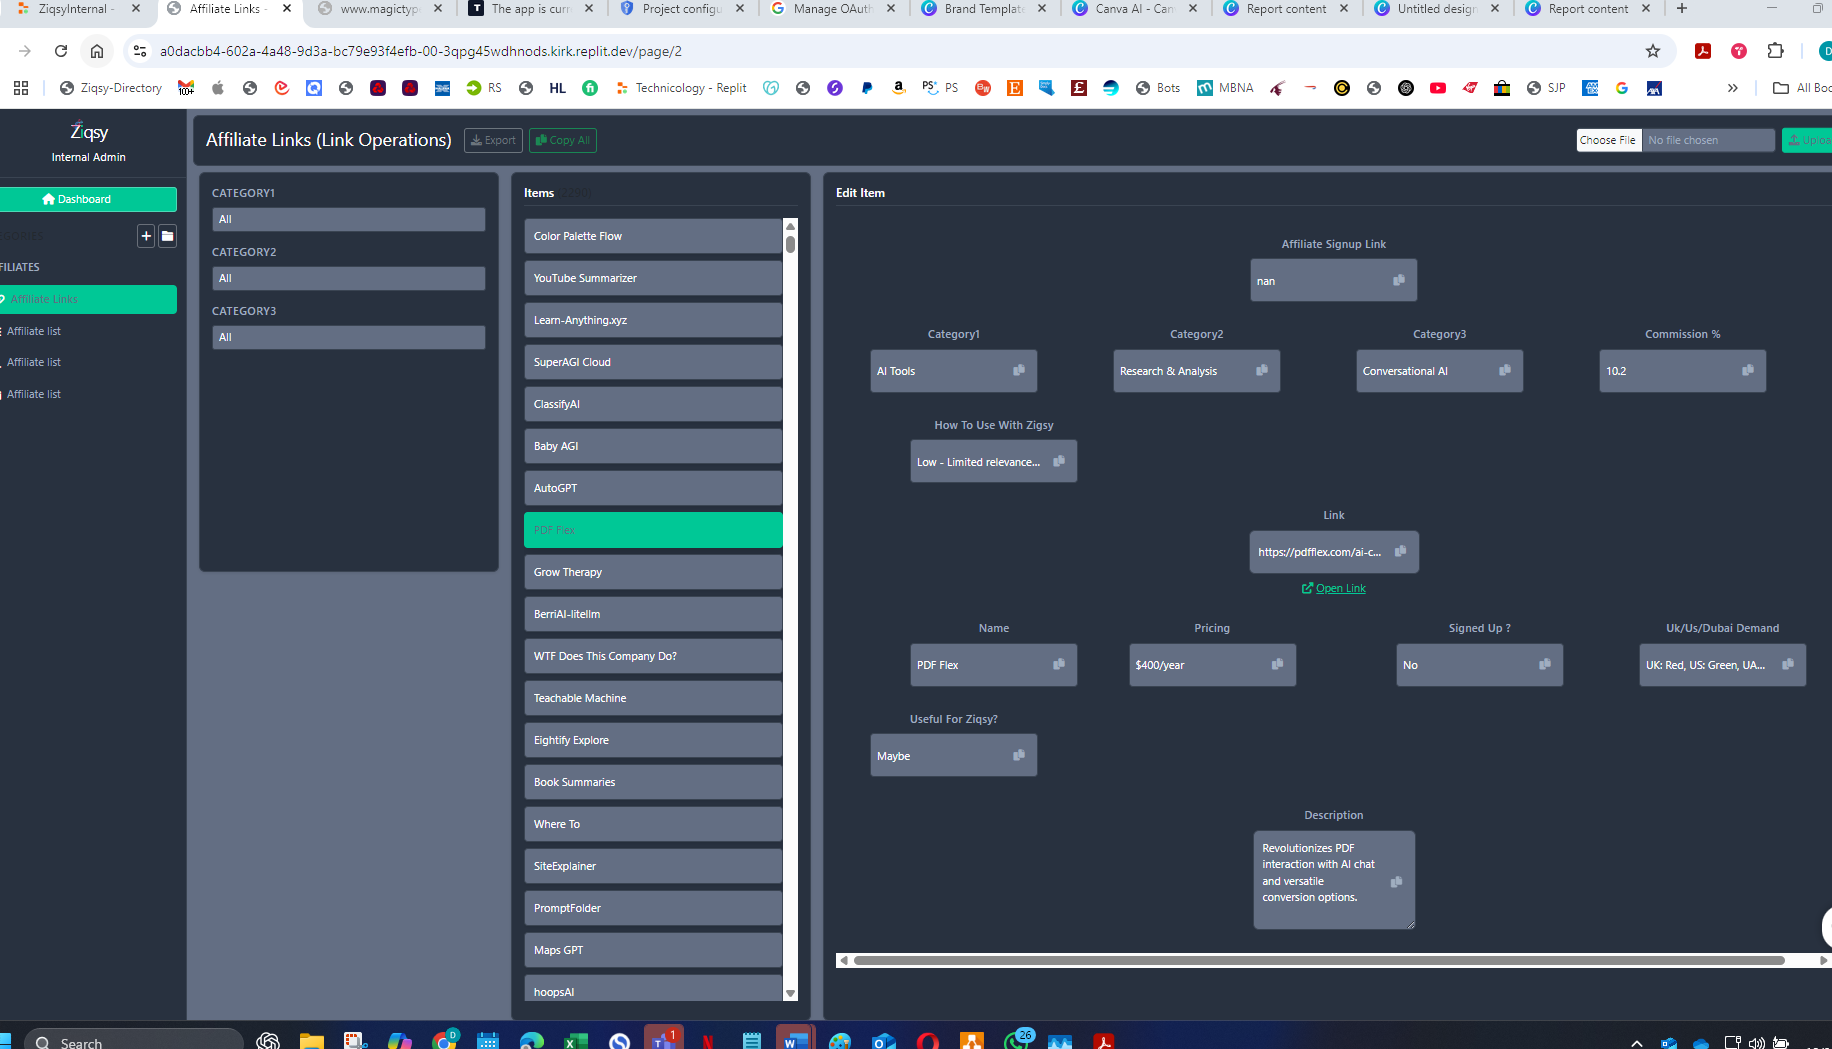 ZiqsyInternal -
Affiliate Links -
www.magictyp
The app is curr
Project configu
Manage OAuth
Brand Template
Canva AI - Can
Report content
Untitled design
Report content
a0dacbb4-602a-4a48-9d3a-bc79e93f4efb-00-3qpg45wdhnods.kirk.replit.dev/page/2
Ziqsy-Directory
RS
HL
Technicology - Replit
PS
Bots
MBNA
SJP
All Boo
Ziqsy
Internal Admin
Dashboard
FILIATES
Affiliate Links
Affiliate list
Affiliate list
Affiliate list
Affiliate Links (Link Operations)
Export
Copy All
Choose File
No file chosen
Uploa
CATEGORY1
All
CATEGORY2
All
CATEGORY3
All
Items
Color Palette Flow
YouTube Summarizer
Learn-Anything.xyz
SuperAGI Cloud
ClassifyAI
Baby AGI
AutoGPT
PDF Flex
Grow Therapy
BerriAI-litellm
WTF Does This Company Do?
Teachable Machine
Eightify Explore
Book Summaries
Where To
SiteExplainer
PromptFolder
Maps GPT
hoopsAI
Edit Item
Affiliate Signup Link
nan
Category1
Category2
Category3
Commission %
AI Tools
Research & Analysis
Conversational AI
10.2
How To Use With Ziqsy
Low - Limited relevance...
Link
https://pdfflex.com/ai-c...
Open Link
Name
Pricing
Signed Up ?
Uk/Us/Dubai Demand
PDF Flex
$400/year
No
UK: Red, US: Green, UA...
Useful For Ziqsy?
Maybe
Description
Revolutionizes PDF
interaction with AI chat
and versatile
conversion options.
Search
D
1
26